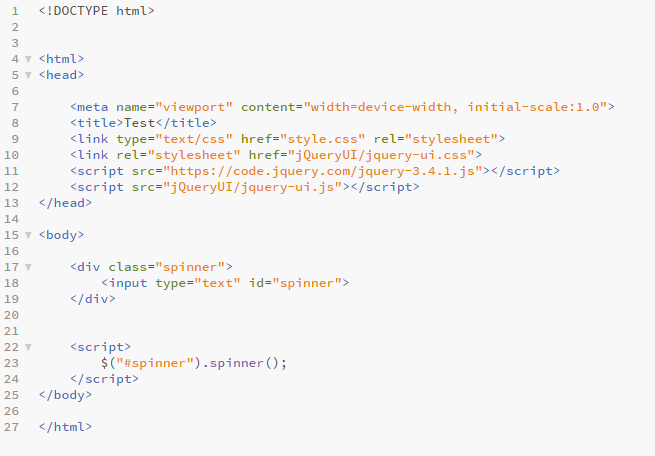 1 <!DOCTYPE html>
2
3
4 <html>
5 <head>
6
7     <meta name="viewport" content="width=device-width, initial-scale:1.0">
8     <title>Test</title>
9     <link type="text/css" href="style.css" rel="stylesheet">
10     <link rel="stylesheet" href="jQueryUI/jquery-ui.css">
11     <script src="https://code.jquery.com/jquery-3.4.1.js"></script>
12     <script src="jQueryUI/jquery-ui.js"></script>
13 </head>
14
15 <body>
16
17     <div class="spinner">
18         <input type="text" id="spinner">
19     </div>
20
21
22     <script>
23         $("#spinner").spinner();
24     </script>
25 </body>
26
27 </html>